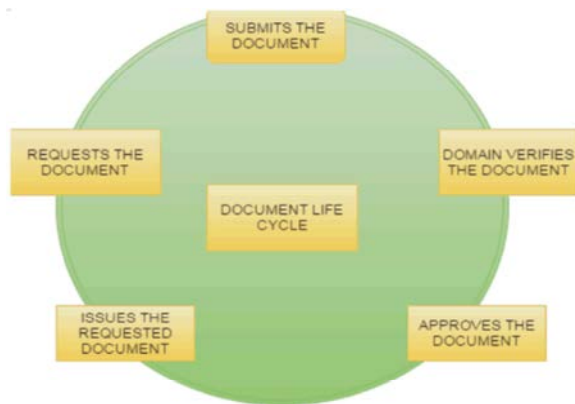 SUBMITS THE
DOCUMENT
REQUESTS THE
DOCUMENT
DOMAIN VERIFIES
THE DOCUMENT
DOCUMENT LIFE
CYCLE
ISSUES THE
REQUESTED
DOCUMENT
APPROVES THE
DOCUMENT